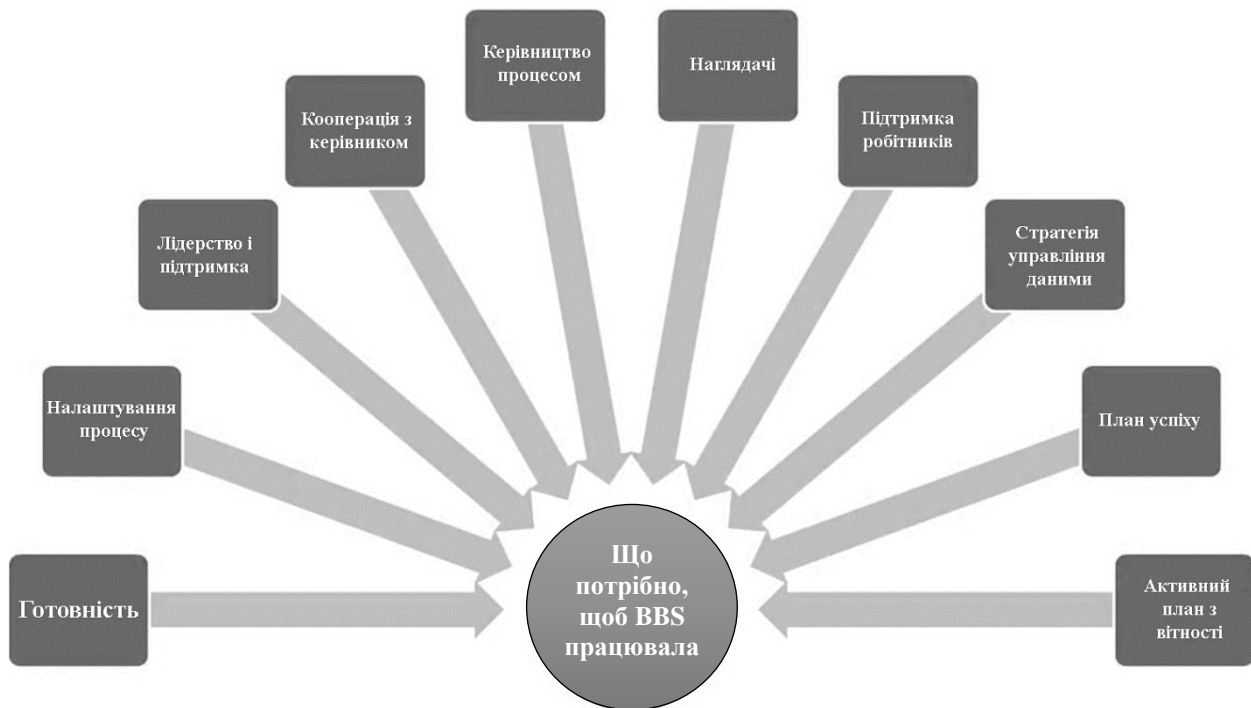 Керівництво
процесом
Наглядачі
Кооперація з
керівником
Підтримка
робітників
Лідерство і
підтримка
Стратегія
управління
даними
Налаштування
процесу
План успіху
Готовність
Що
потрібно,
щоб BBS
працювала
Активний
план з
вітності